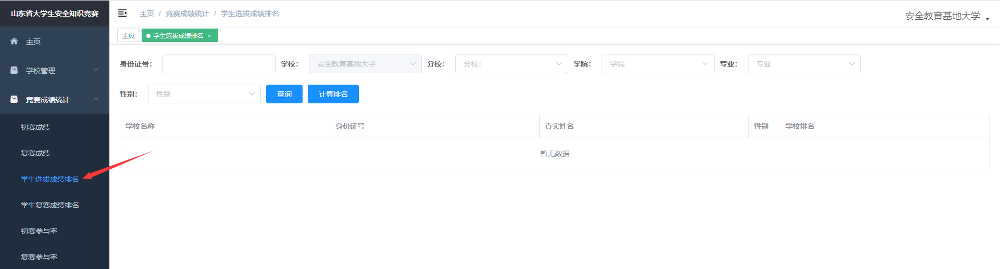 山东省大学生安全知识竞赛
主页 / 竟赛成绩统计 / 学生选拔成绩排名
安全教育基地大学
主页
学生选拔成绩排名 ×
主页
学校管理
竟赛成绩统计
初赛成绩
复赛成绩
学生选拔成绩排名
学生复赛成绩排名
初赛参与率
复赛参与率
身份证号：
学校： 安全教育基地大学
分校： 分校：
学院： 学院
专业： 专业
性别： 性别
查询
计算排名
学校名称 身份证号 真实姓名 性别 学校排名
暂无数据